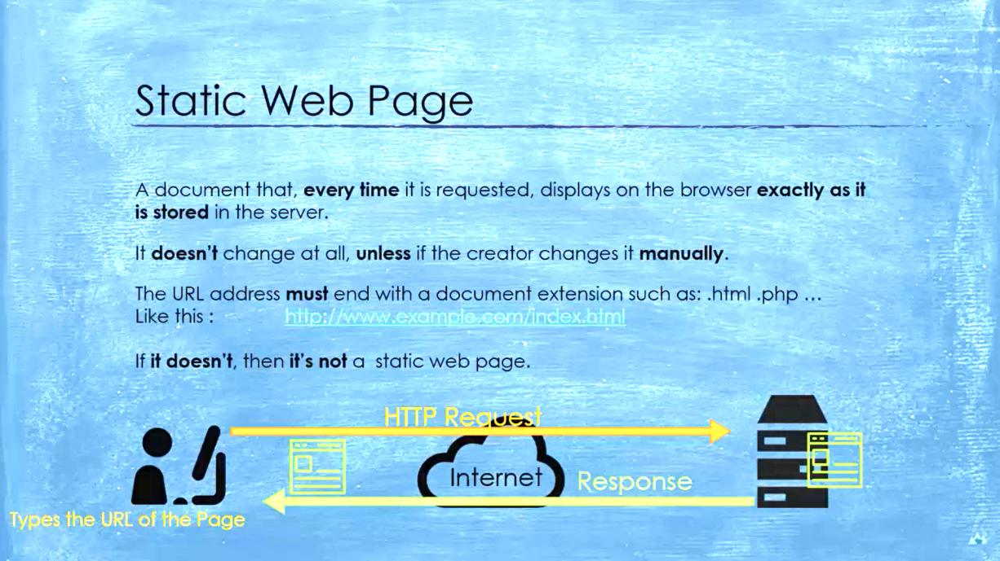 Static Web Page
A document that, every time it is requested, displays on the browser exactly as it
is stored in the server.
It doesn't change at all, unless if the creator changes it manually.
The URL address must end with a document extension such as: .html .php ...
Like this : http://www.example.com/index.html
If it doesn't, then it's not a static web page.
HTTP Request
Internet
Response
Types the URL of the Page